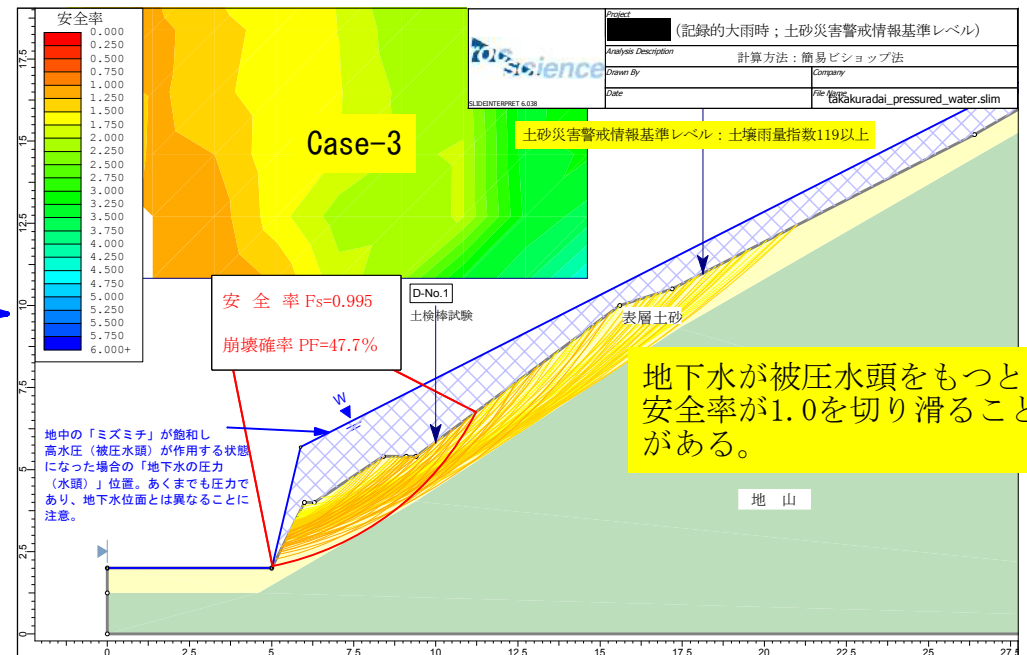 安全率
0.000
0.250
0.500
0.750
1.000
1.250
1.500
1.750
2.000
2.250
2.500
2.750
3.000
3.250
3.500
3.750
4.000
4.250
4.500
4.750
5.000
5.250
5.500
5.750
6.000+
Case-3
rocscience
SLIDEINTERPRET 6.038
Project
(記録的大雨時；土砂災害警戒情報基準レベル)
Analysis Description
計算方法：簡易ビショップ法
Drawn By
Company
Date
File Name
takakuradai_pressured_water.slim
土砂災害警戒情報基準レベル：土壌雨量指数119以上
安 全 率 Fs=0.995
崩壊確率 PF=47.7%
D-No.1
土検棒試験
表層土砂
W
地下水が被圧水頭をもつと
安全率が1.0を切り滑ること
がある。
地中の「ミズミチ」が飽和し
高水圧（被圧水頭）が作用する状態
になった場合の「地下水の圧力
（水頭）」位置。あくまでも圧力で
あり、地下水位面とは異なることに
注意。
地 山
17.5
15
12.5
10
7.5
5
2.5
0
0
2.5
5
7.5
10
12.5
15
17.5
20
22.5
25
27.5